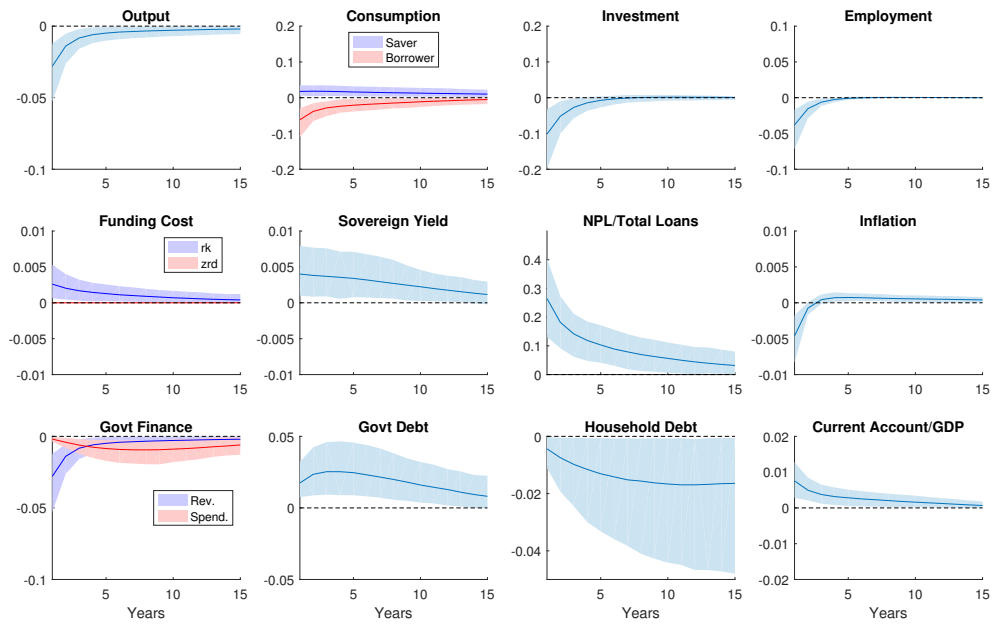 Output
0
-0.05
-0.1
5 10 15
Consumption
0.2
0.1
0
-0.1
-0.2
Saver
Borrower
5 10 15
Investment
0.2
0.1
0
-0.1
-0.2
5 10 15
Employment
0.1
0.05
0
-0.05
-0.1
5 10 15
Funding Cost
0.01
0.005
0
-0.005
-0.01
rk
zrd
5 10 15
Sovereign Yield
0.01
0.005
0
-0.005
-0.01
5 10 15
NPL/Total Loans
0.4
0.3
0.2
0.1
0
5 10 15
Inflation
0.01
0.005
0
-0.005
-0.01
5 10 15
Govt Finance
0
-0.05
-0.1
Rev.
Spend.
5 10 15
Years
Govt Debt
0.05
0
-0.05
5 10 15
Years
Household Debt
0
-0.02
-0.04
5 10 15
Years
Current Account/GDP
0.02
0.01
0
-0.01
-0.02
5 10 15
Years